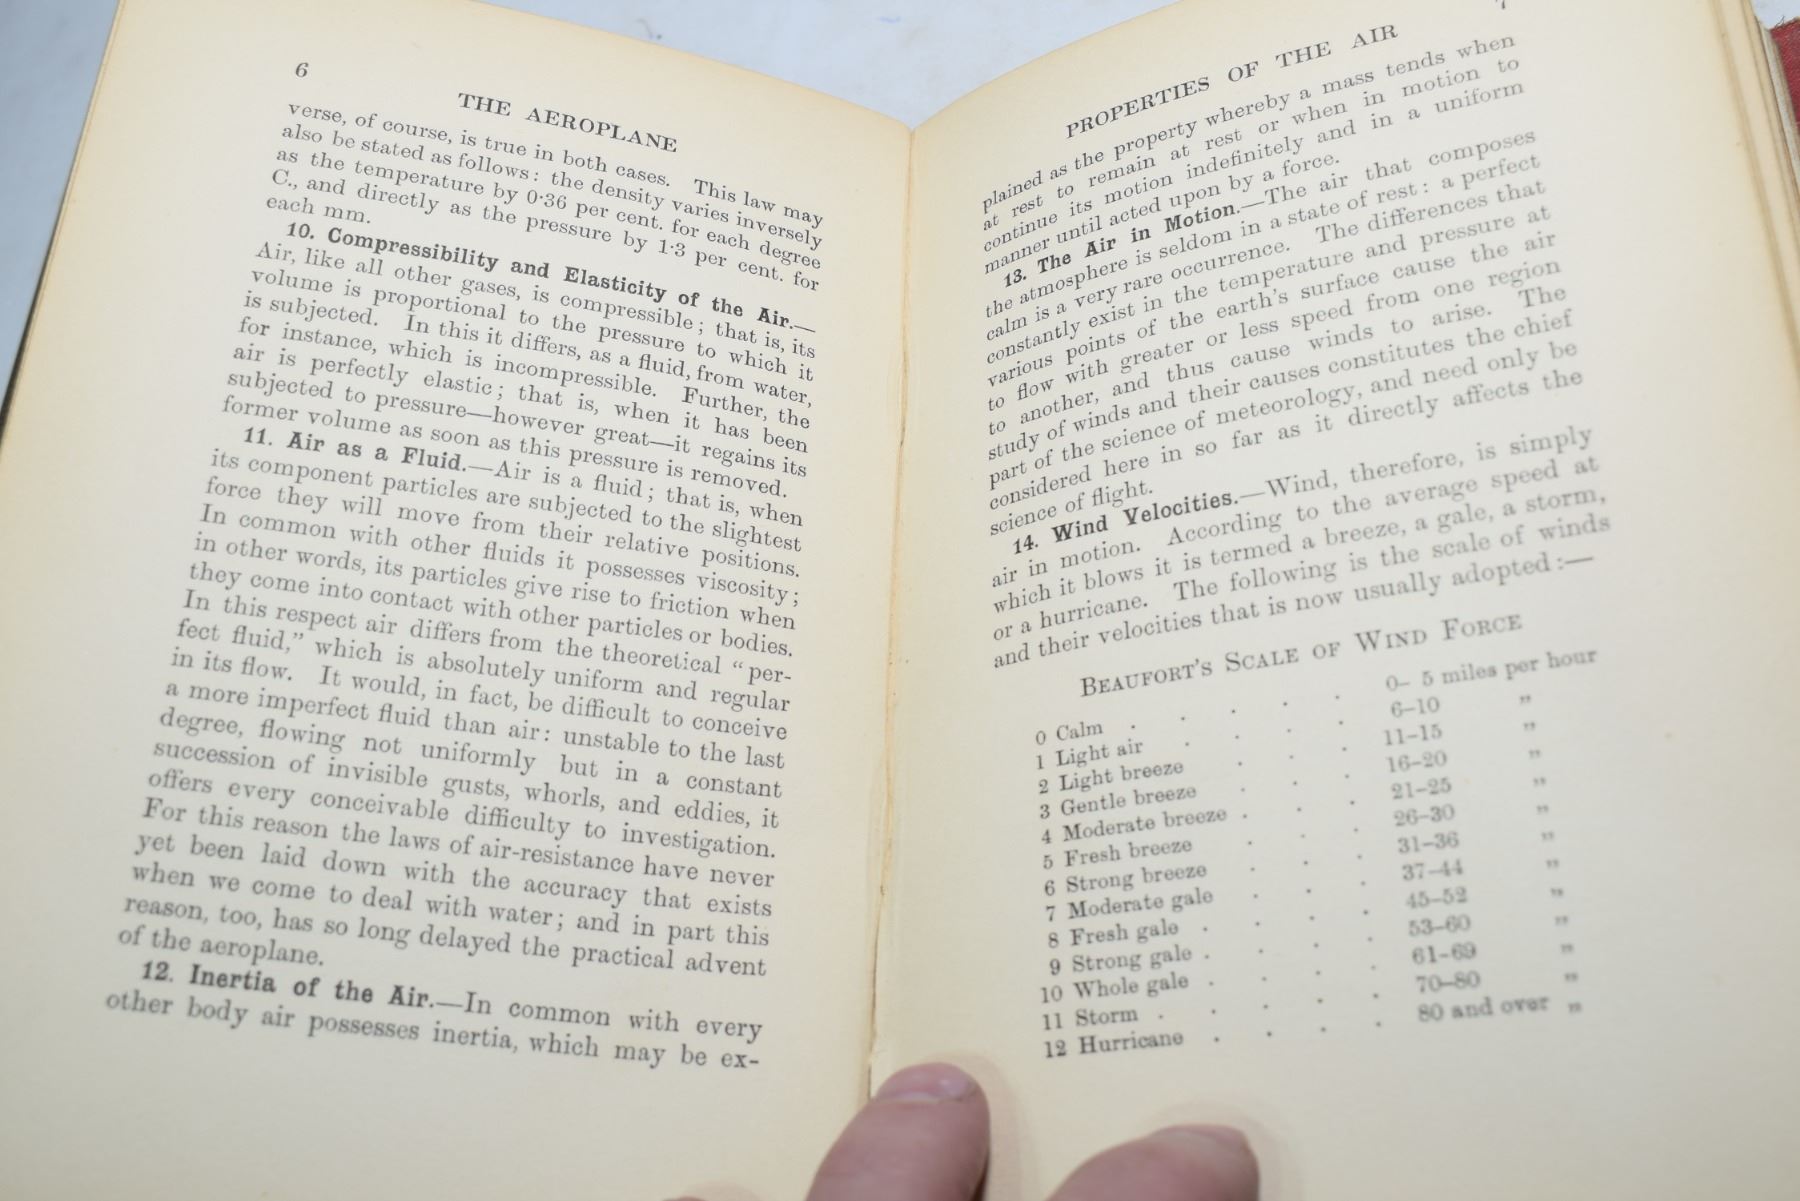 6
THE AEROPLANE
verse, of course, is true in both cases. This law may
also be stated as follows: the density varies inversely
as the temperature by 0·36 per cent. for each degree
C., and directly as the pressure by 1·3 per cent. for
each mm.
10. Compressibility and Elasticity of the Air.—
Air, like all other gases, is compressible; that is, its
volume is proportional to the pressure to which it
is subjected. In this it differs, as a fluid, from water,
for instance, which is incompressible. Further, the
air is perfectly elastic; that is, when it has been
subjected to pressure—however great—it regains its
former volume as soon as this pressure is removed.
11. Air as a Fluid.—Air is a fluid; that is, when
its component particles are subjected to the slightest
force they will move from their relative positions.
In common with other fluids it possesses viscosity;
in other words, its particles give rise to friction when
they come into contact with other particles or bodies.
In this respect air differs from the theoretical “per-
fect fluid,” which is absolutely uniform and regular
in its flow. It would, in fact, be difficult to conceive
a more imperfect fluid than air: unstable to the last
degree, flowing not uniformly but in a constant
succession of invisible gusts, whorls, and eddies, it
offers every conceivable difficulty to investigation.
For this reason the laws of air-resistance have never
yet been laid down with the accuracy that exists
when we come to deal with water; and in part this
reason, too, has so long delayed the practical advent
of the aeroplane.
12. Inertia of the Air.—In common with every
other body air possesses inertia, which may be ex-
PROPERTIES OF THE AIR
7
plained as the property whereby a mass tends when
at rest to remain at rest or when in motion to
continue its motion indefinitely and in a uniform
manner until acted upon by a force.
13. The Air in Motion.—The air that composes
the atmosphere is seldom in a state of rest: a perfect
calm is a very rare occurrence. The differences that
constantly exist in the temperature and pressure at
various points of the earth's surface cause the air
to flow with greater or less speed from one region
to another, and thus cause winds to arise. The
study of winds and their causes constitutes the chief
part of the science of meteorology, and need only be
considered here in so far as it directly affects the
science of flight.
14. Wind Velocities.—Wind, therefore, is simply
air in motion. According to the average speed at
which it blows it is termed a breeze, a gale, a storm,
or a hurricane. The following is the scale of winds
and their velocities that is now usually adopted:—
BEAUFORT'S SCALE OF WIND FORCE
0 Calm . . . . . 0– 5 miles per hour
1 Light air . . . . 6–10 „
2 Light breeze . . . 11–15 „
3 Gentle breeze . . . 16–20 „
4 Moderate breeze . . . 21–25 „
5 Fresh breeze . . . 26–30 „
6 Strong breeze . . . 31–36 „
7 Moderate gale . . . 37–44 „
8 Fresh gale . . . . 45–52 „
9 Strong gale . . . . 53–60 „
10 Whole gale . . . . 61–69 „
11 Storm . . . . . 70–80 „
12 Hurricane . . . . 80 and over „